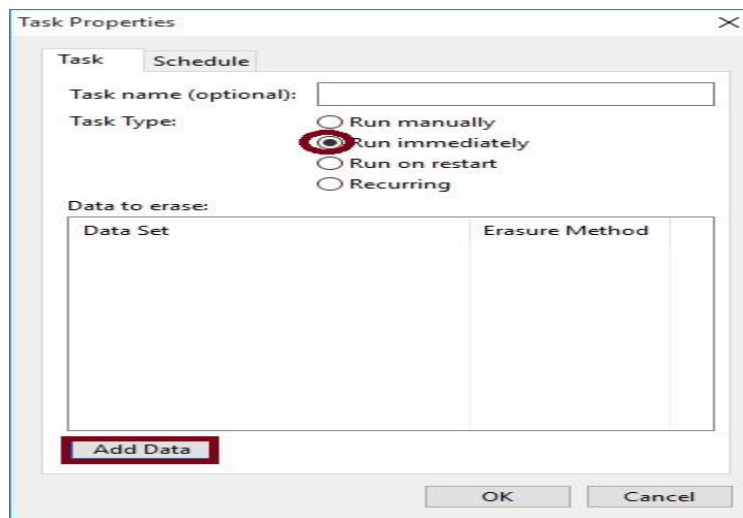 Task Properties
Task
Schedule
Task name (optional):
Task Type:
Run manually
Run immediately
Run on restart
Recurring
Data to erase:
Data Set
Erasure Method
Add Data
OK
Cancel